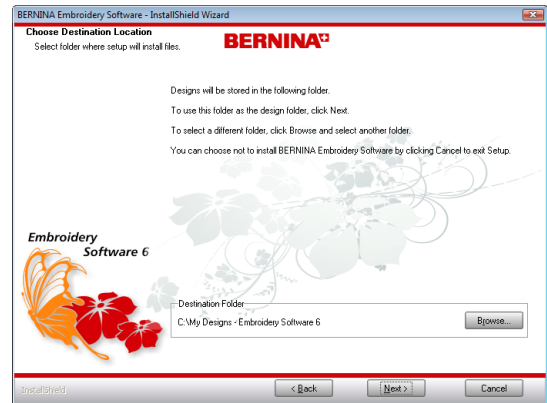 BERNINA Embroidery Software - InstallShield Wizard
Choose Destination Location
Select folder where setup will install files.
BERNINA
Designs will be stored in the following folder.
To use this folder as the design folder, click Next.
To select a different folder, click Browse and select another folder.
You can choose not to install BERNINA Embroidery Software by clicking Cancel to exit Setup.
Embroidery
Software 6
Destination Folder
C:\My Designs - Embroidery Software 6
Browse...
InstallShield
< Back
Next >
Cancel